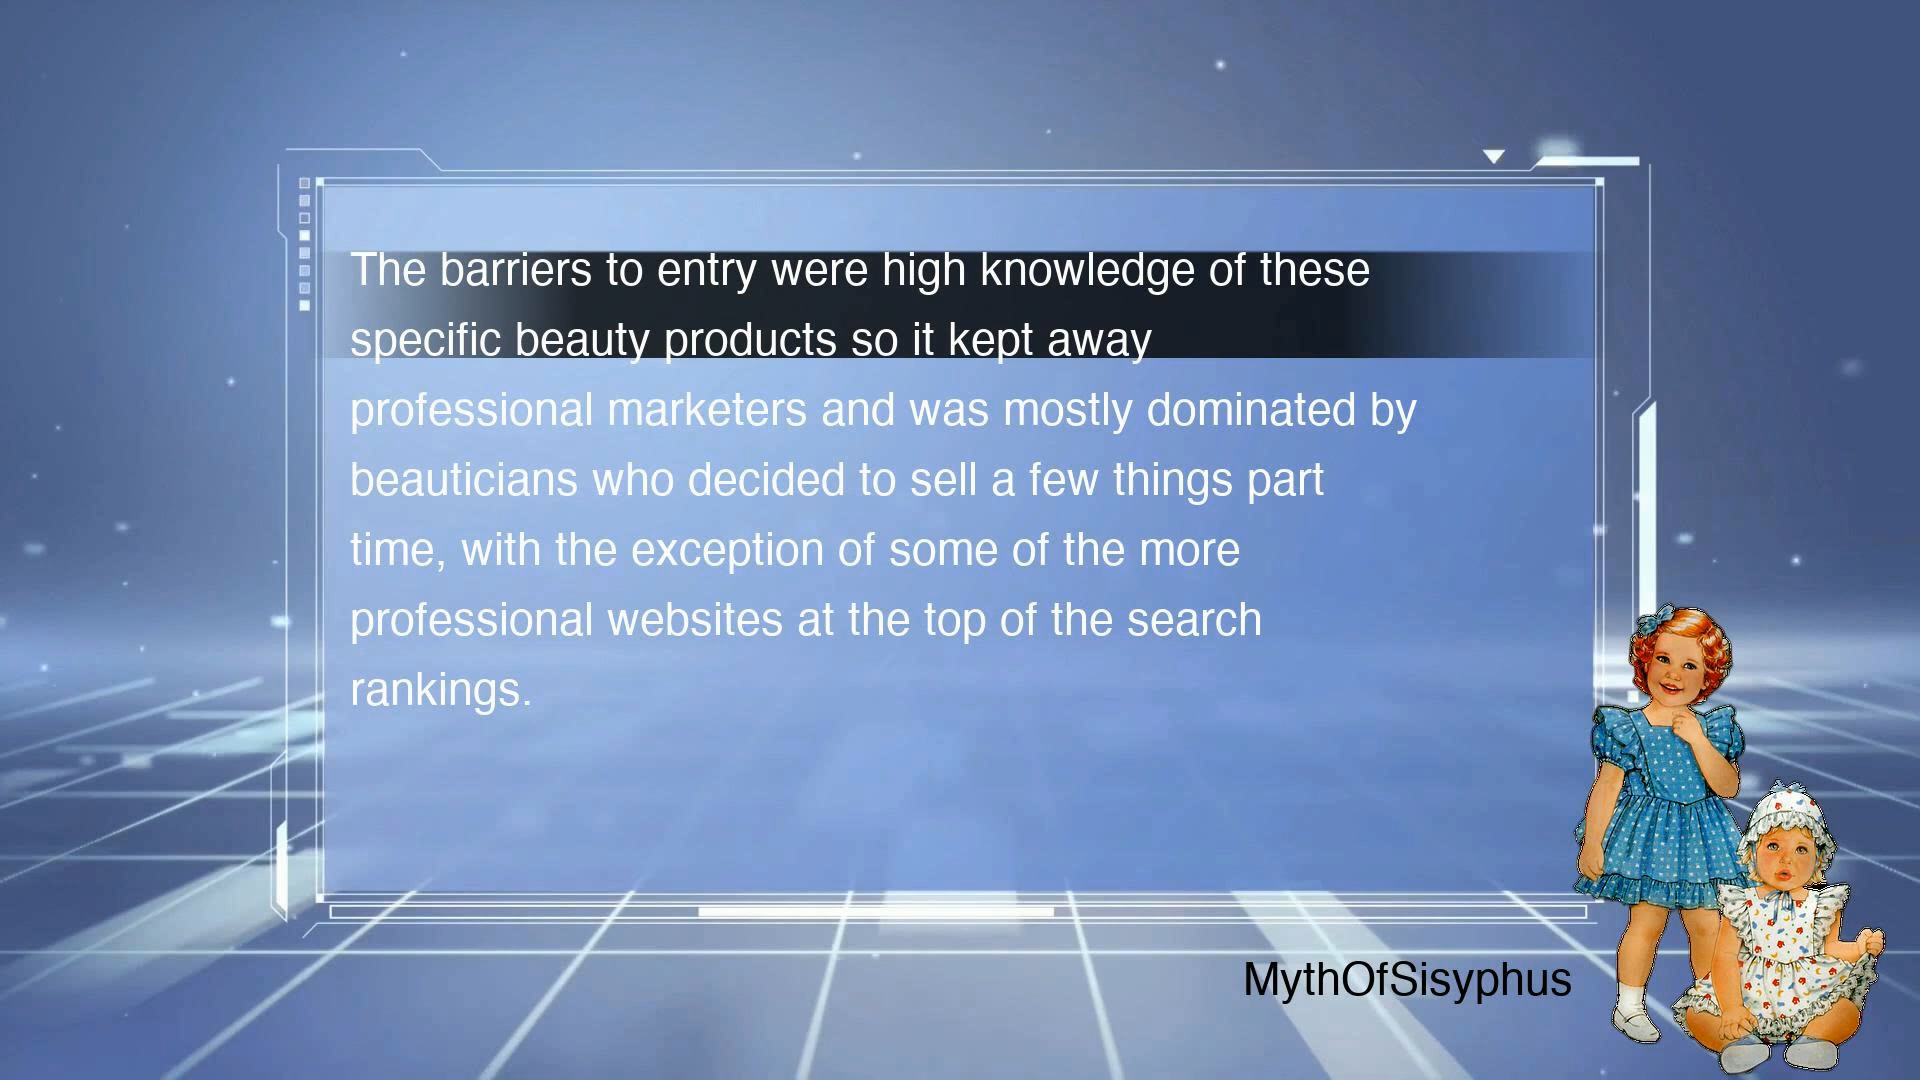 The barriers to entry were high knowledge of these
specific beauty products so it kept away
professional marketers and was mostly dominated by
beauticians who decided to sell a few things part
time, with the exception of some of the more
professional websites at the top of the search
rankings.
MythOfSisyphus